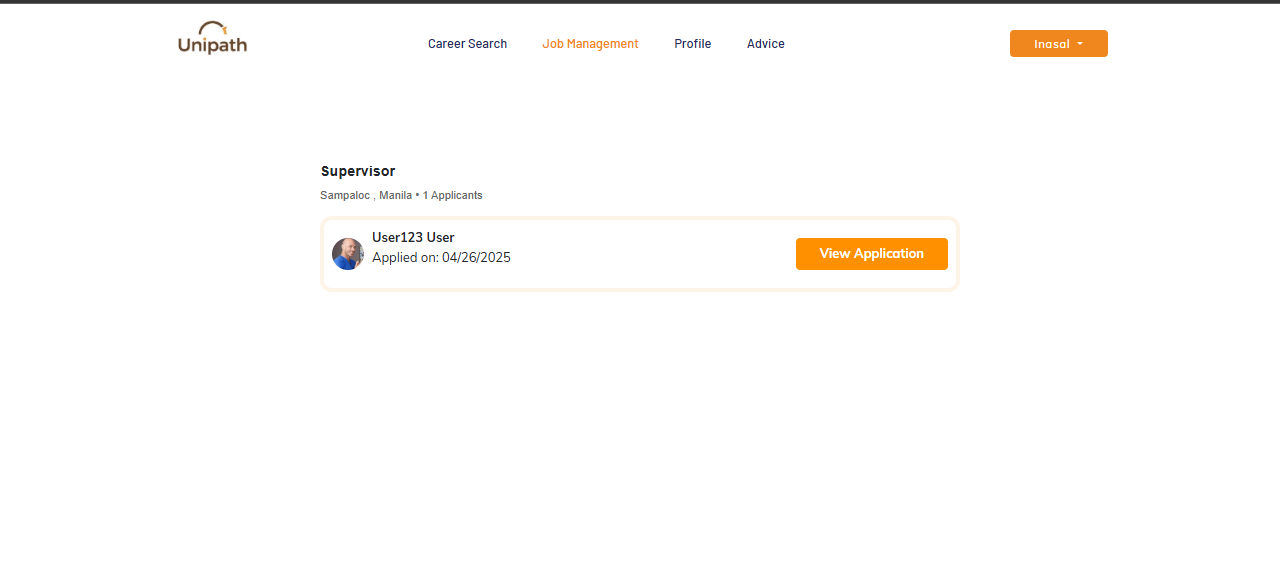 Unipath
Career Search
Job Management
Profile
Advice
Inasal
Supervisor
Sampaloc , Manila • 1 Applicants
User123 User
Applied on: 04/26/2025
View Application